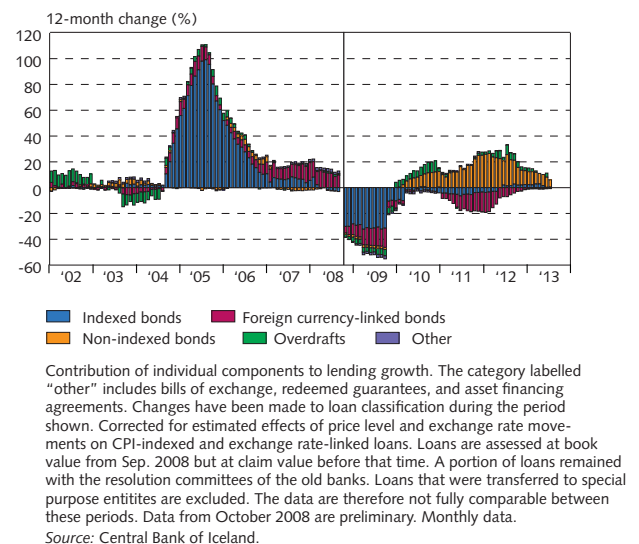 12-month change (%)
120
100
80
60
40
20
0
-20
-40
-60
‘02 ‘03 ‘04 ‘05 ‘06 ‘07 ‘08 ‘09 ‘10 ‘11 ‘12 ‘13
Indexed bonds Foreign currency-linked bonds
Non-indexed bonds Overdrafts Other
Contribution of individual components to lending growth. The category labelled
“other” includes bills of exchange, redeemed guarantees, and asset financing
agreements. Changes have been made to loan classification during the period
shown. Corrected for estimated effects of price level and exchange rate move-
ments on CPI-indexed and exchange rate-linked loans. Loans are assessed at book
value from Sep. 2008 but at claim value before that time. A portion of loans remained
with the resolution committees of the old banks. Loans that were transferred to special
purpose entitites are excluded. The data are therefore not fully comparable between
these periods. Data from October 2008 are preliminary. Monthly data.
Source: Central Bank of Iceland.